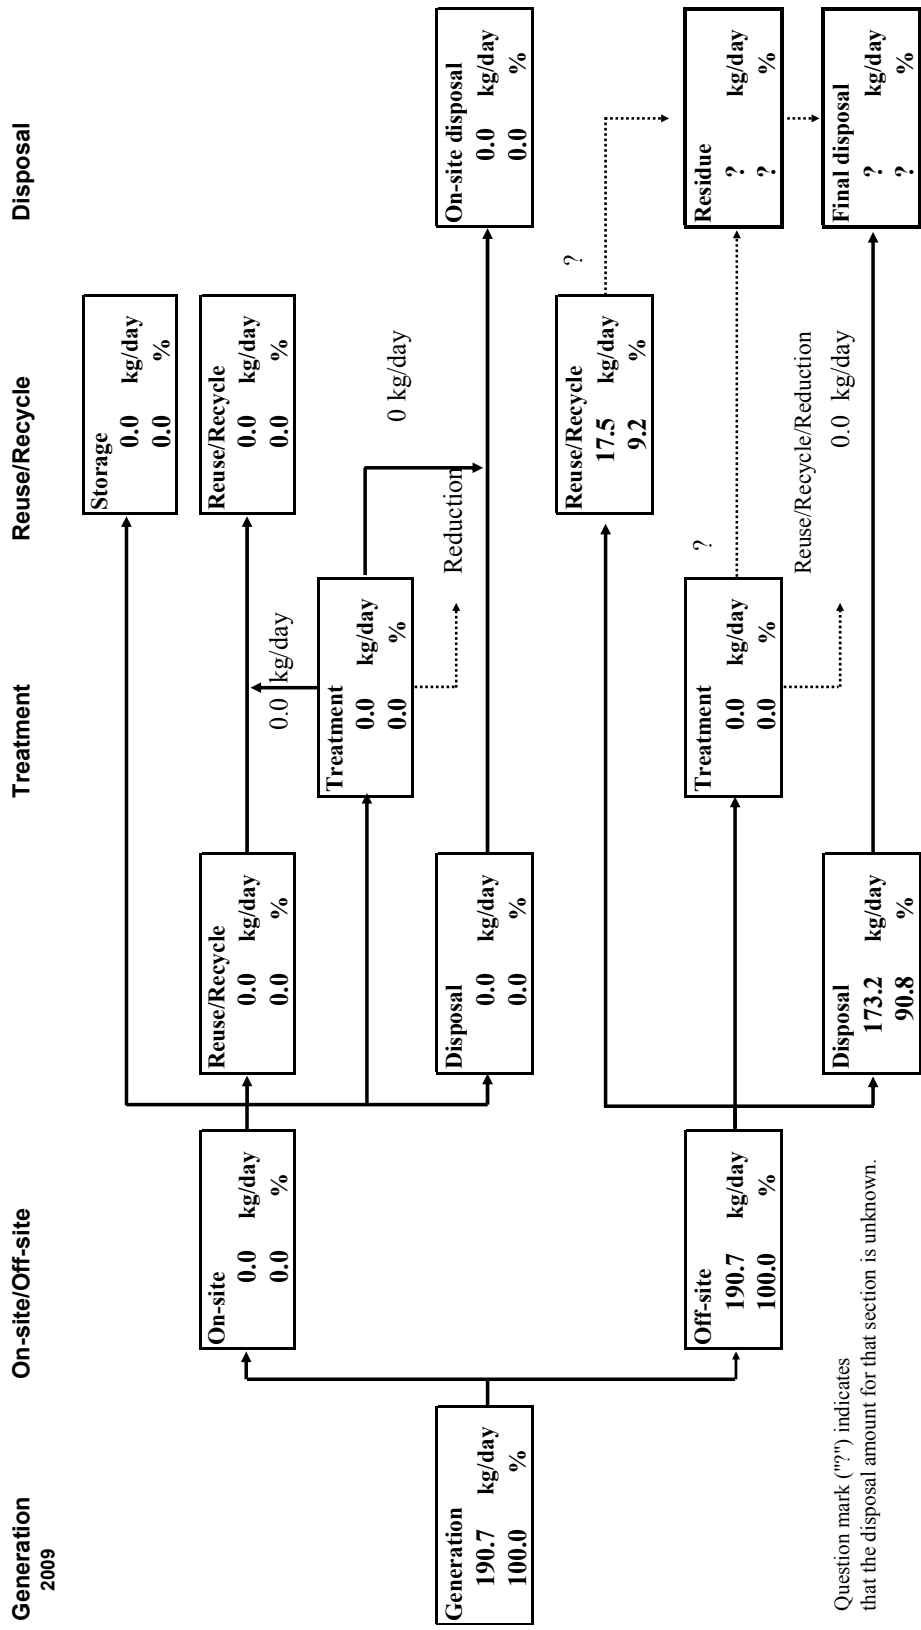 Generation
2009
On-site/Off-site
Treatment
Reuse/Recycle
Disposal
Generation
190.7 kg/day
100.0 %
On-site
0.0 kg/day
0.0 %
Off-site
190.7 kg/day
100.0 %
Storage
0.0 kg/day
0.0 %
Reuse/Recycle
0.0 kg/day
0.0 %
Reuse/Recycle
0.0 kg/day
0.0 %
0.0 kg/day
Treatment
0.0 kg/day
0.0 %
0 kg/day
Reduction
Disposal
0.0 kg/day
0.0 %
On-site disposal
0.0 kg/day
0.0 %
Reuse/Recycle
17.5 kg/day
9.2 %
?
Treatment
0.0 kg/day
0.0 %
?
Residue
? kg/day
? %
Reuse/Recycle/Reduction
0.0 kg/day
Disposal
173.2 kg/day
90.8 %
Final disposal
? kg/day
? %
Question mark ("?") indicates
that the disposal amount for that section is unknown.